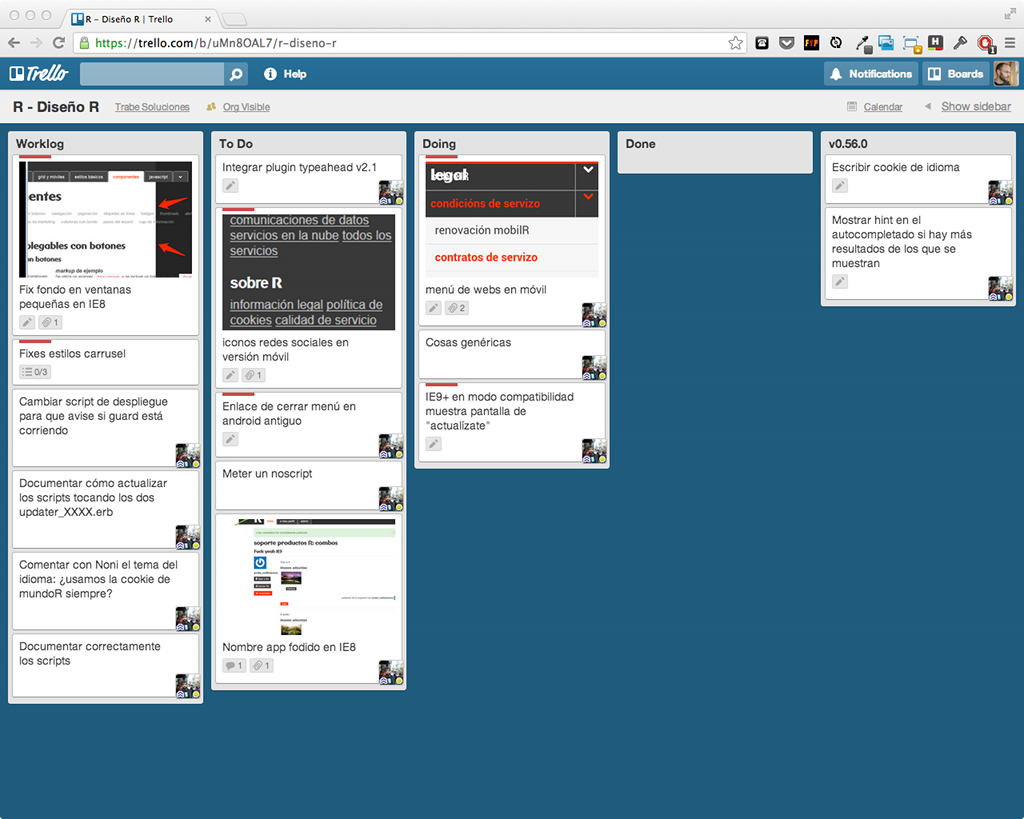 R – Diseño R | Trello
https://trello.com/b/uMn8OAL7/r-diseno-r
FYP
H
1
Trello
Help
Notifications
Boards
R - Diseño R
Trabe Soluciones
Org Visible
Calendar
Show sidebar
Worklog
grid y móviles
estilos básicos
componentes
javascript
entes
plegables con botones
on botones
markup de ejemplo
Fix fondo en ventanas
pequeñas en IE8
1
Fixes estilos carrusel
0/3
Cambiar script de despliegue
para que avise si guard está
corriendo
Documentar cómo actualizar
los scripts tocando los dos
updater_XXXX.erb
Comentar con Noni el tema del
idioma: ¿usamos la cookie de
mundoR siempre?
Documentar correctamente
los scripts
To Do
Integrar plugin typeahead v2.1
comunicaciones de datos
servicios en la nube todos los
servicios
sobre R
información legal política de
cookies calidad de servicio
iconos redes sociales en
versión móvil
1
Enlace de cerrar menú en
android antiguo
Meter un noscript
soporte productos R: combos
Fuck yeah R!
Nombre app fodido en IE8
1
1
Doing
legal
condicións de servizo
renovación mobilR
contratos de servizo
menú de webs en móvil
2
Cosas genéricas
IE9+ en modo compatibilidad
muestra pantalla de
"actualízate"
Done
v0.56.0
Escribir cookie de idioma
Mostrar hint en el
autocompletado si hay más
resultados de los que se
muestran